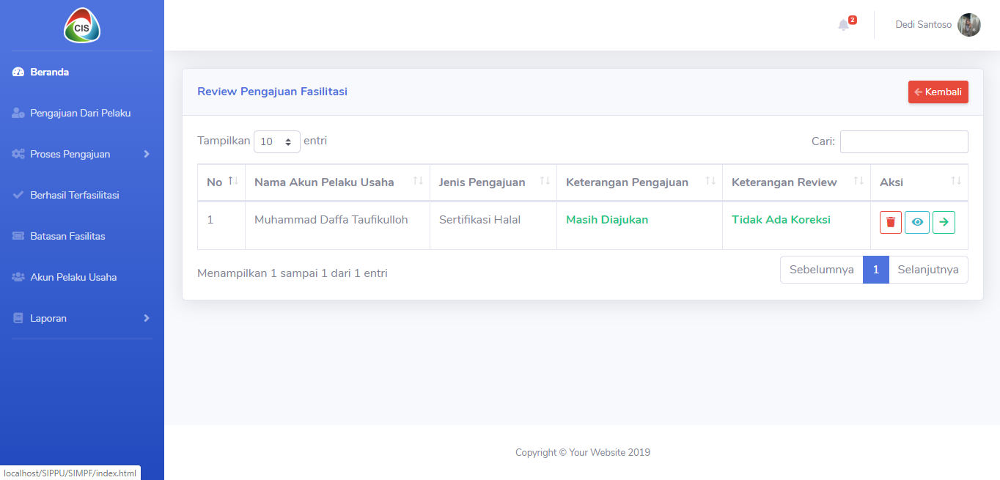 CIS
2
Dedi Santoso
Beranda
Pengajuan Dari Pelaku
Proses Pengajuan
Berhasil Terfasilitasi
Batasan Fasilitas
Akun Pelaku Usaha
Laporan
Review Pengajuan Fasilitasi
Kembali
Tampilkan 10 entri
Cari:
No Nama Akun Pelaku Usaha Jenis Pengajuan Keterangan Pengajuan Keterangan Review Aksi
1 Muhammad Daffa Taufikulloh Sertifikasi Halal Masih Diajukan Tidak Ada Koreksi
Menampilkan 1 sampai 1 dari 1 entri
Sebelumnya 1 Selanjutnya
Copyright © Your Website 2019
localhost/SIPPU/SIMPF/index.html